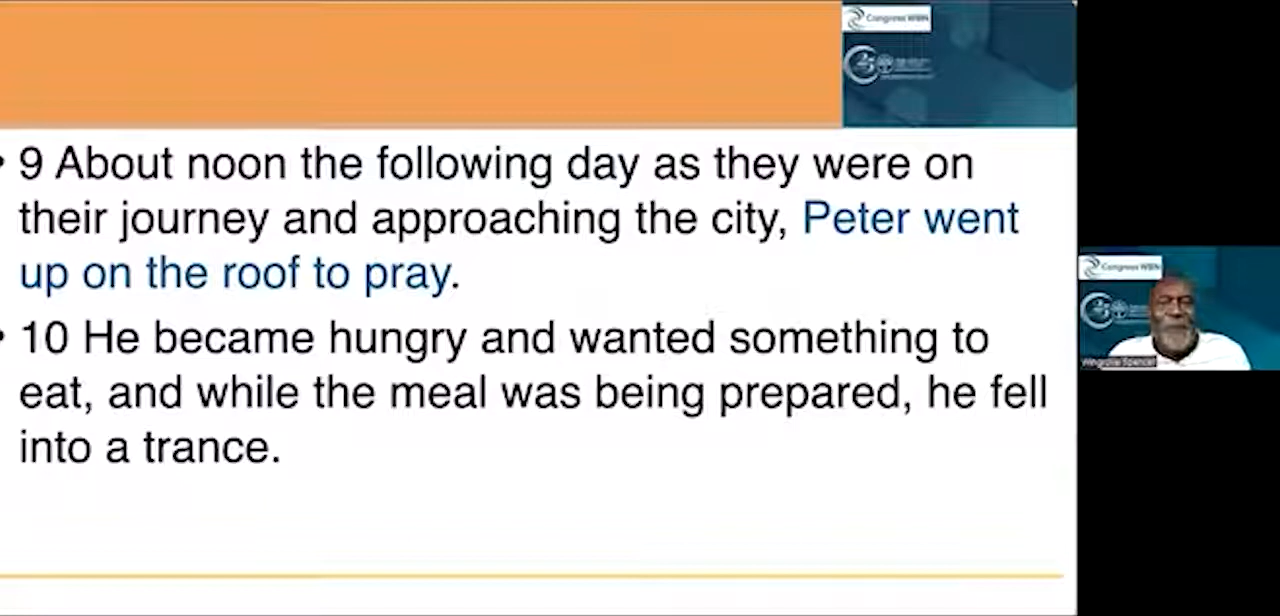 Congress WBN
• 9 About noon the following day as they were on
their journey and approaching the city, Peter went
up on the roof to pray.
• 10 He became hungry and wanted something to
eat, and while the meal was being prepared, he fell
into a trance.
Congress WBN
25
Spencer